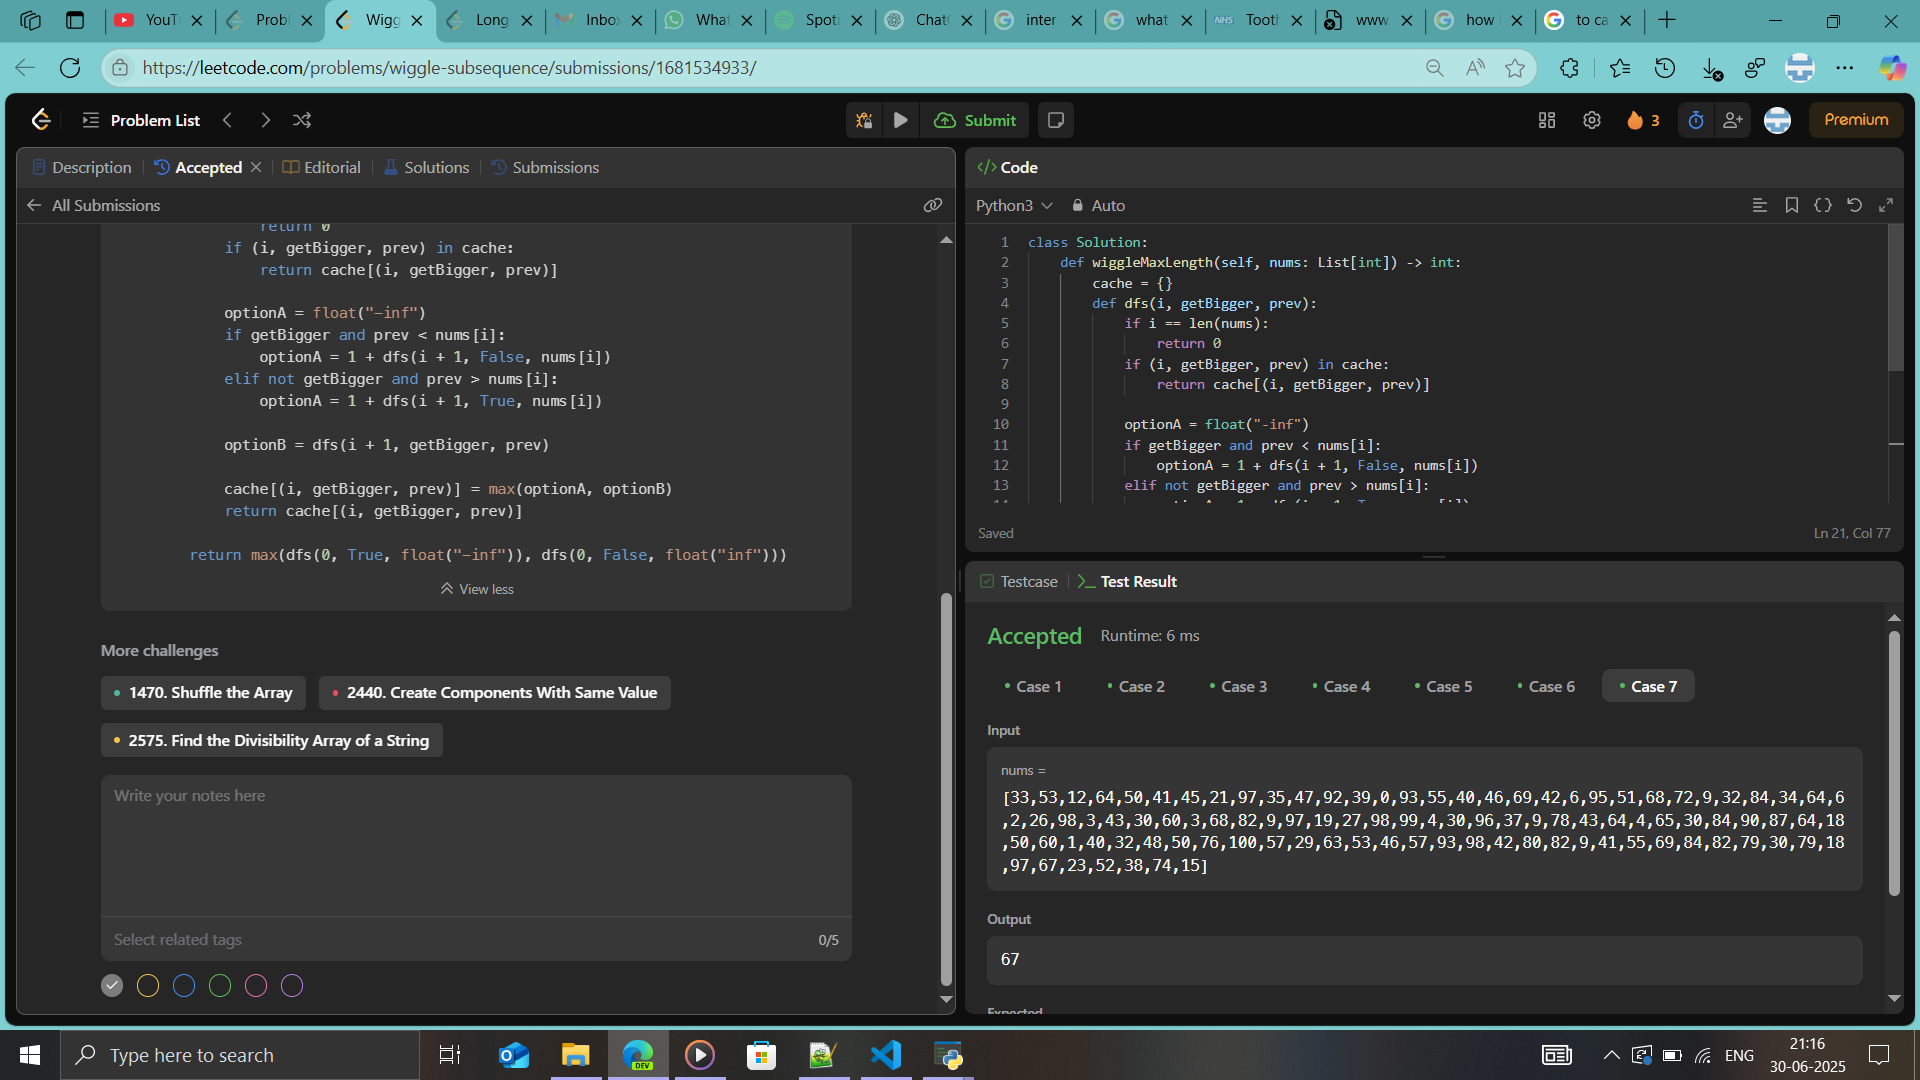 YouT
Probl
Wigg
Long
Inbox
What
Spoti
ChatG
inter
what
NHS
Tooth
www.
how
to ca
https://leetcode.com/problems/wiggle-subsequence/submissions/1681534933/
Problem List
Submit
3
Premium
Description
Accepted
Editorial
Solutions
Submissions
All Submissions
return 0
if (i, getBigger, prev) in cache:
return cache[(i, getBigger, prev)]
optionA = float("-inf")
if getBigger and prev < nums[i]:
optionA = 1 + dfs(i + 1, False, nums[i])
elif not getBigger and prev > nums[i]:
optionA = 1 + dfs(i + 1, True, nums[i])
optionB = dfs(i + 1, getBigger, prev)
cache[(i, getBigger, prev)] = max(optionA, optionB)
return cache[(i, getBigger, prev)]
return max(dfs(0, True, float("-inf")), dfs(0, False, float("inf")))
View less
More challenges
1470. Shuffle the Array
2440. Create Components With Same Value
2575. Find the Divisibility Array of a String
Write your notes here
Select related tags
0/5
Code
Python3
Auto
1 class Solution:
2 def wiggleMaxLength(self, nums: List[int]) -> int:
3 cache = {}
4 def dfs(i, getBigger, prev):
5 if i == len(nums):
6 return 0
7 if (i, getBigger, prev) in cache:
8 return cache[(i, getBigger, prev)]
9
10 optionA = float("-inf")
11 if getBigger and prev < nums[i]:
12 optionA = 1 + dfs(i + 1, False, nums[i])
13 elif not getBigger and prev > nums[i]:
Saved
Ln 21, Col 77
Testcase
Test Result
Accepted
Runtime: 6 ms
Case 1
Case 2
Case 3
Case 4
Case 5
Case 6
Case 7
Input
nums =
[33,53,12,64,50,41,45,21,97,35,47,92,39,0,93,55,40,46,69,42,6,95,51,68,72,9,32,84,34,64,6
,2,26,98,3,43,30,60,3,68,82,9,97,19,27,98,99,4,30,96,37,9,78,43,64,4,65,30,84,90,87,64,18
,50,60,1,40,32,48,50,76,100,57,29,63,53,46,57,93,98,42,80,82,9,41,55,69,84,82,79,30,79,18
,97,67,23,52,38,74,15]
Output
67
Expected
Type here to search
DEV
ENG
21:16
30-06-2025